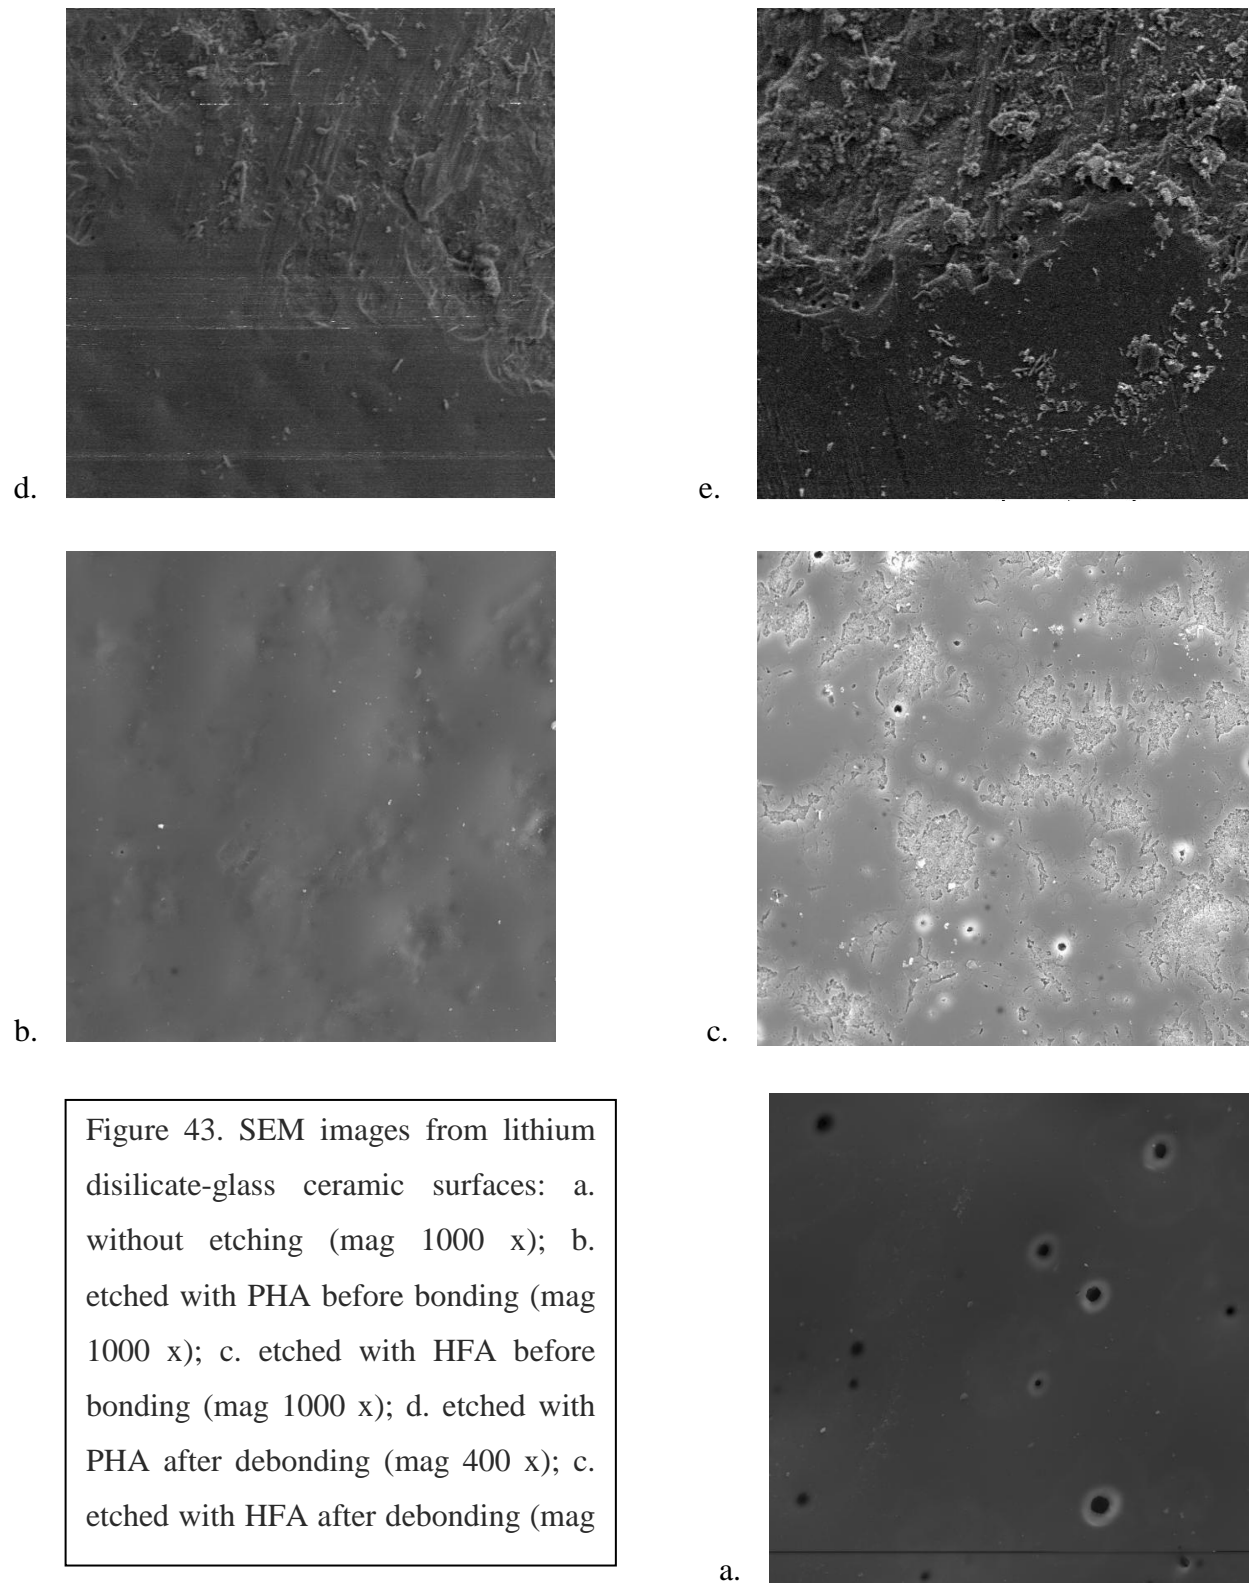 d.
e.
b.
c.
Figure 43. SEM images from lithium
disilicate-glass ceramic surfaces: a.
without etching (mag 1000 x); b.
etched with PHA before bonding (mag
1000 x); c. etched with HFA before
bonding (mag 1000 x); d. etched with
PHA after debonding (mag 400 x); c.
etched with HFA after debonding (mag
a.